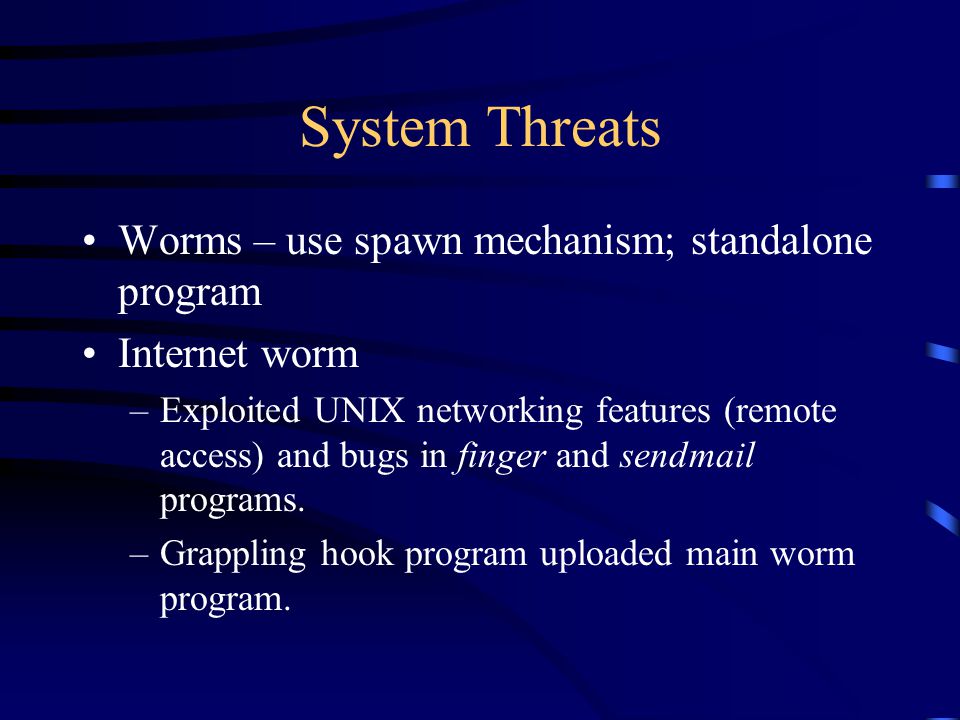 System Threats
• Worms – use spawn mechanism; standalone
program
• Internet worm
– Exploited UNIX networking features (remote
access) and bugs in finger and sendmail
programs.
– Grappling hook program uploaded main worm
program.